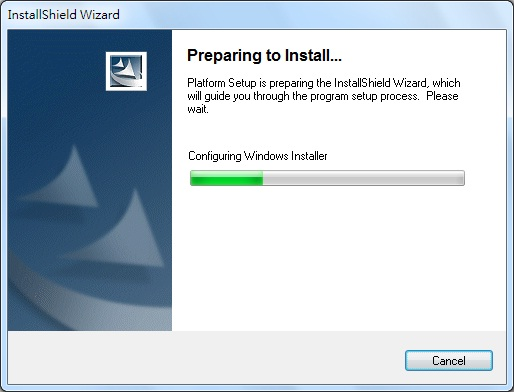 InstallShield Wizard
Preparing to Install...
Platform Setup is preparing the InstallShield Wizard, which
will guide you through the program setup process.  Please
wait.
Configuring Windows Installer
Cancel